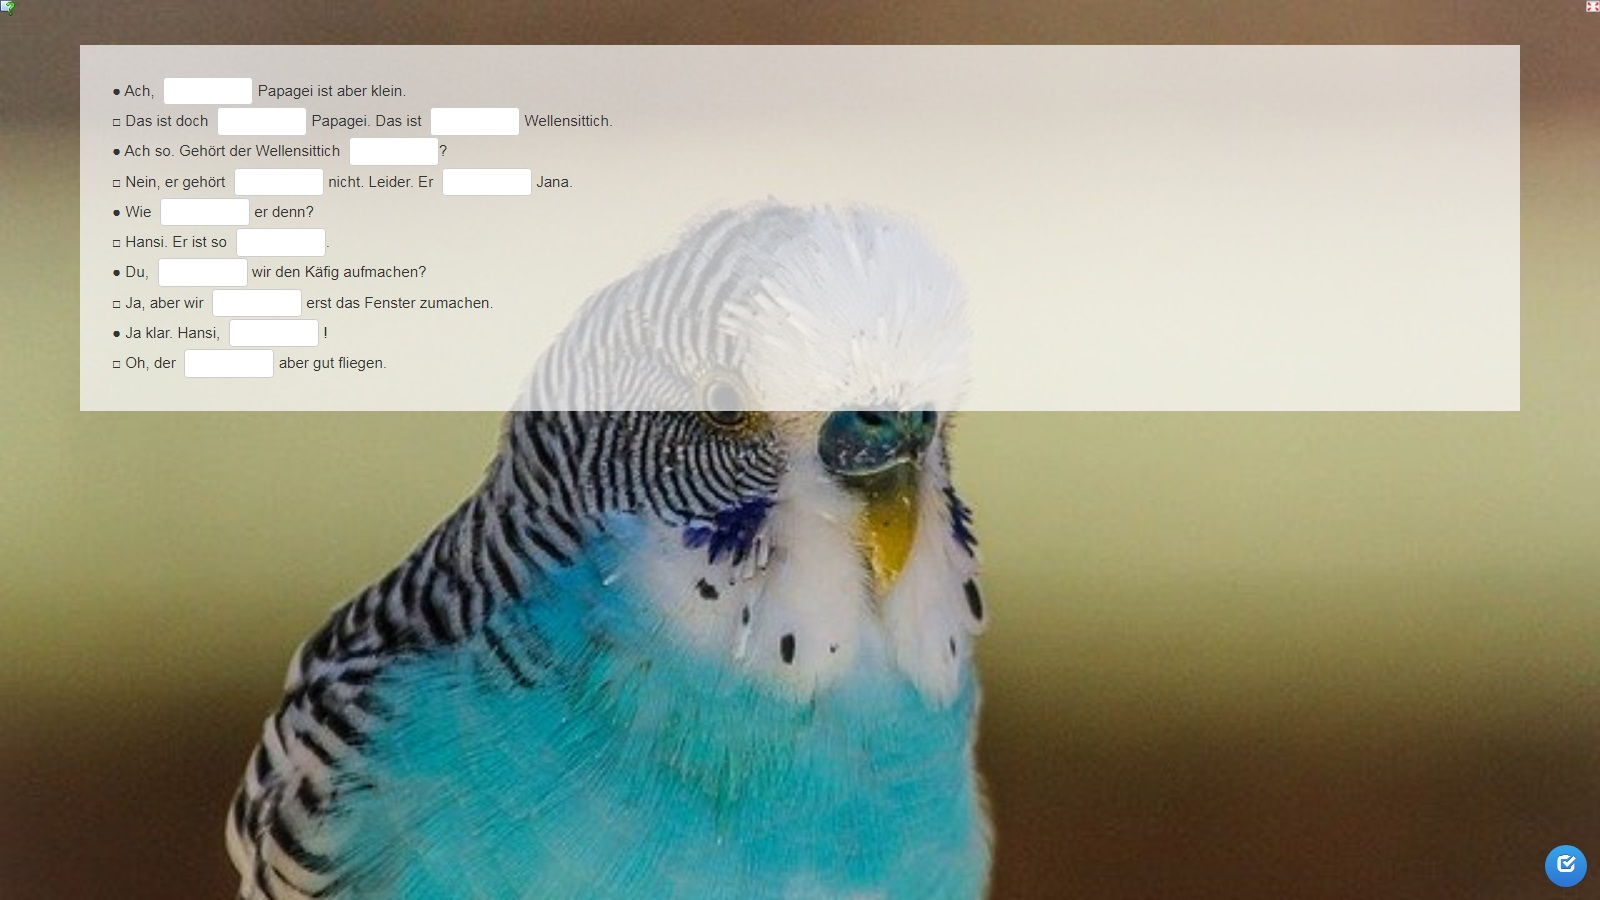 ● Ach, Papagei ist aber klein.
□ Das ist doch Papagei. Das ist Wellensittich.
● Ach so. Gehört der Wellensittich ?
□ Nein, er gehört nicht. Leider. Er Jana.
● Wie er denn?
□ Hansi. Er ist so .
● Du, wir den Käfig aufmachen?
□ Ja, aber wir erst das Fenster zumachen.
● Ja klar. Hansi, !
□ Oh, der aber gut fliegen.